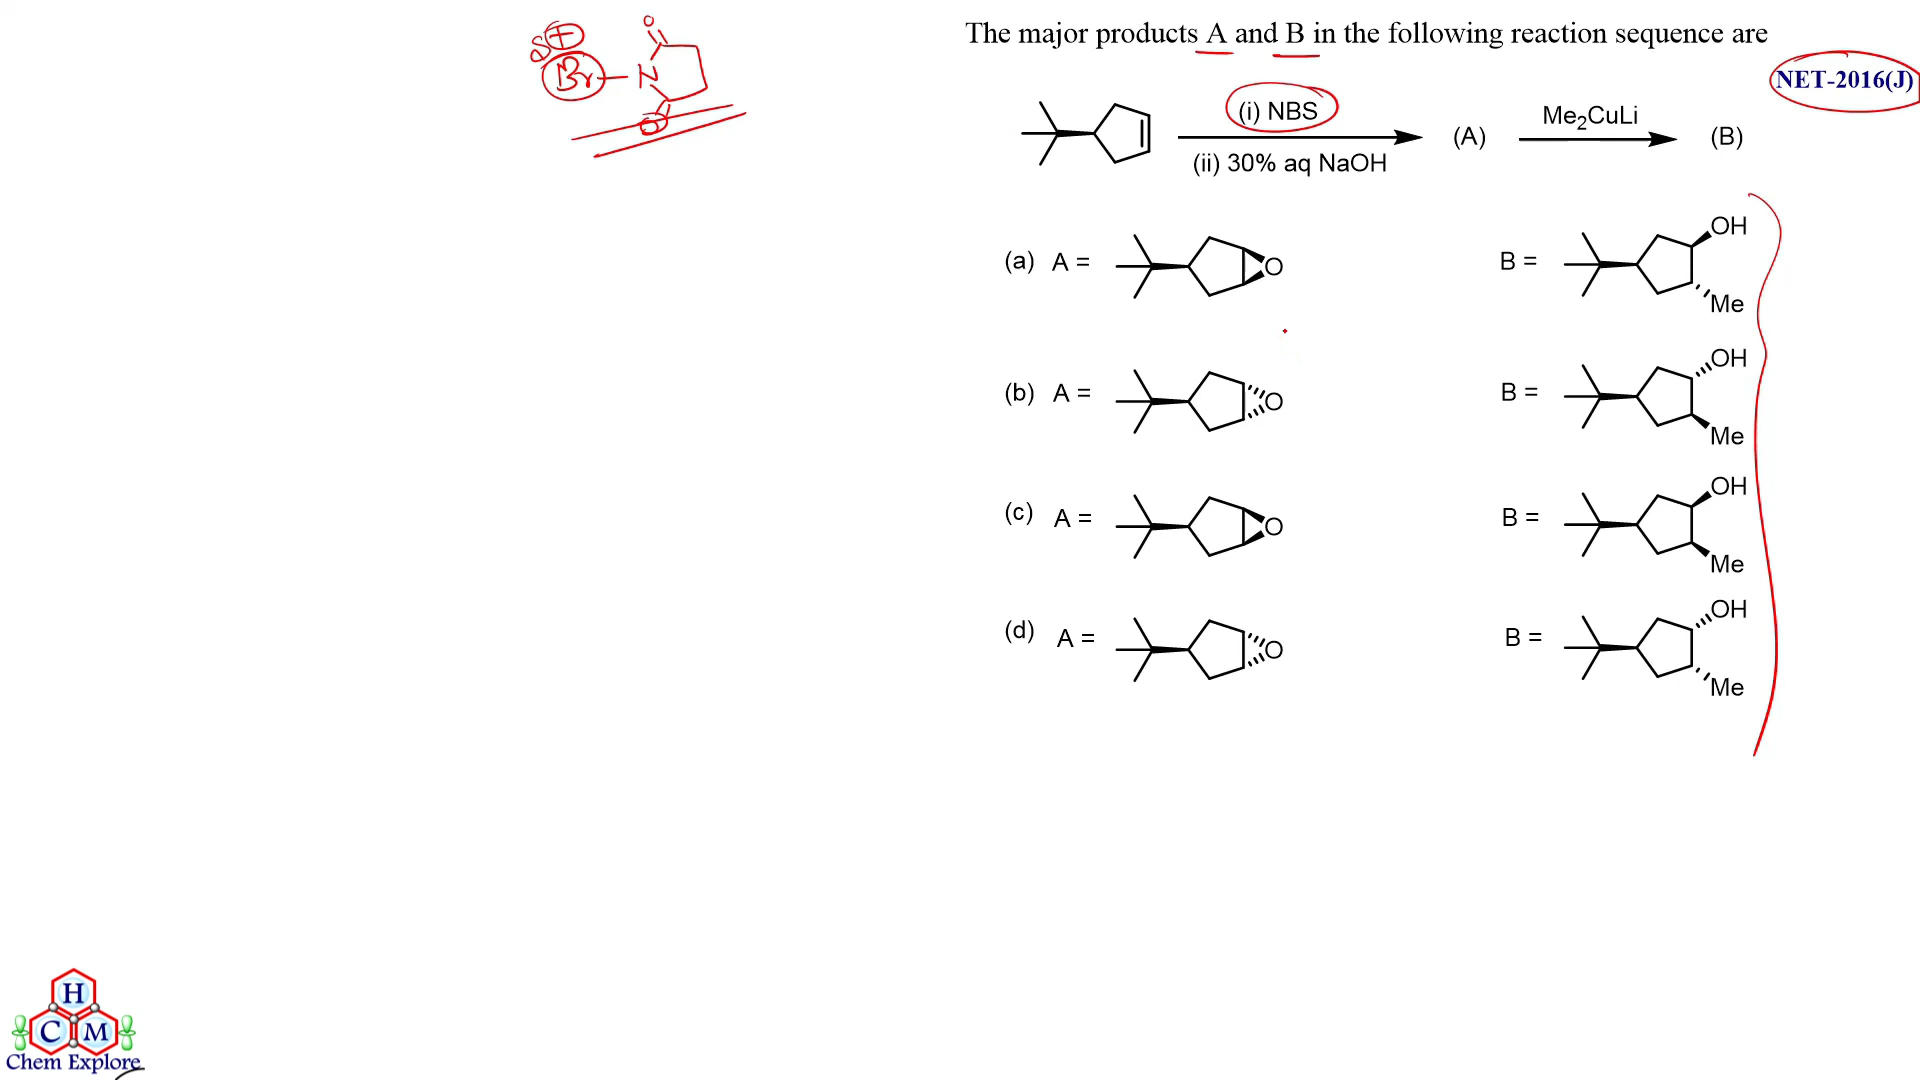 The major products A and B in the following reaction sequence are
NET-2016(J)
δ+
Br N O O
(i) NBS
(ii) 30% aq NaOH
(A)
Me2CuLi
(B)
(a) A = O B = OH Me
(b) A = O B = OH Me
(c) A = O B = OH Me
(d) A = O B = OH Me
H
C M
Chem Explore